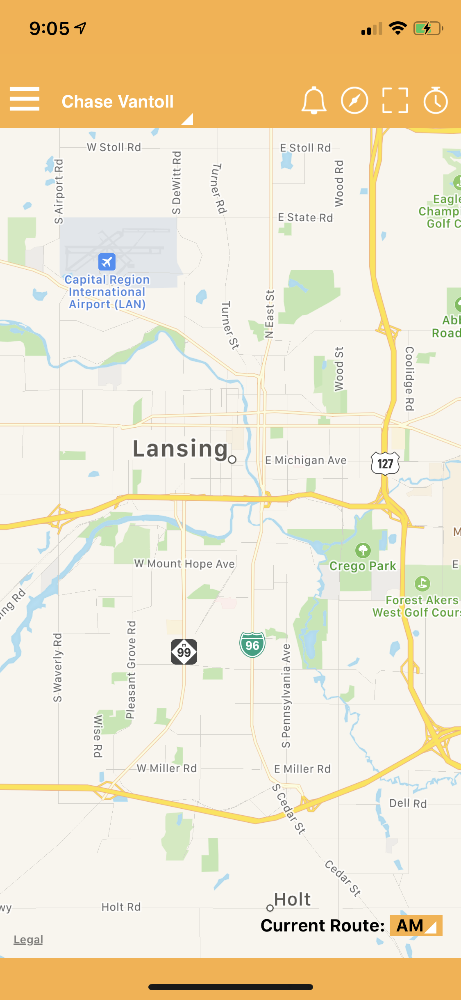 9:05
Chase Vantoll
W Stoll Rd
E Stoll Rd
S Airport Rd
S DeWitt Rd
Turner Rd
Wood Rd
Eagle
Champi
Golf C
E State Rd
Capital Region
International
Airport (LAN)
N East St
Turner St
Abb
Road
Wood St
Coolidge Rd
Lansing
E Michigan Ave
127
M
W Mount Hope Ave
Crego Park
E
Forest Akers
West Golf Cours
sing Rd
S Waverly Rd
Pleasant Grove Rd
M
99
96
S Pennsylvania Ave
Wise Rd
W Miller Rd
E Miller Rd
S Cedar St
Dell Rd
Cedar St
Holt
wy
Holt Rd
Current Route: AM
Legal